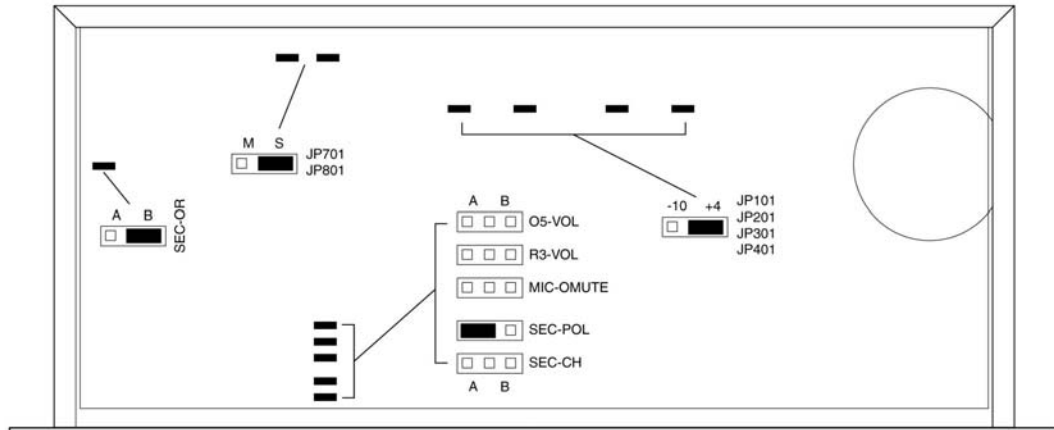 M S
JP701
JP801
A B
SEC-OR
A B
O5-VOL
R3-VOL
MIC-OMUTE
SEC-POL
SEC-CH
A B
-10 +4
JP101
JP201
JP301
JP401